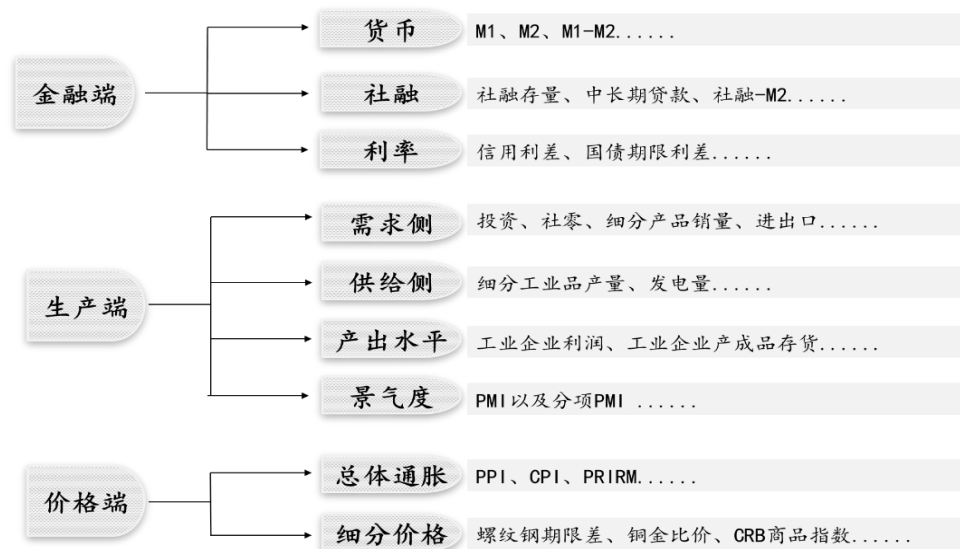 金融端
货币
M1、M2、M1-M2......
社融
社融存量、中长期贷款、社融-M2......
利率
信用利差、国债期限利差......
生产端
需求侧
投资、社零、细分产品销量、进出口......
供给侧
细分工业品产量、发电量......
产出水平
工业企业利润、工业企业产成品存货......
景气度
PMI以及分项PMI ......
价格端
总体通胀
PPI、CPI、PRIRM......
细分价格
螺纹钢期限差、铜金比价、CRB商品指数......